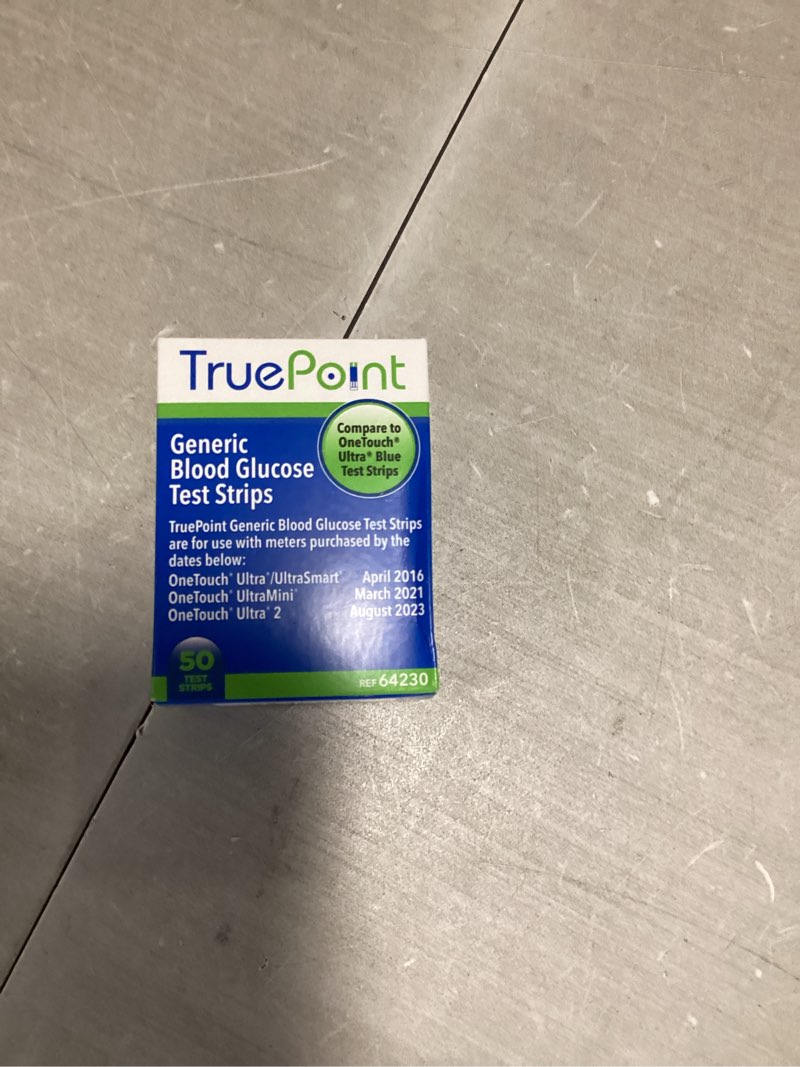 TruePoint
Compare to
OneTouch®
Ultra® Blue
Test Strips
Generic
Blood Glucose
Test Strips
TruePoint Generic Blood Glucose Test Strips
are for use with meters purchased by the
dates below:
OneTouch® Ultra®/UltraSmart® April 2016
OneTouch® UltraMini® March 2021
OneTouch® Ultra® 2 August 2023
50
TEST
STRIPS
REF 64230